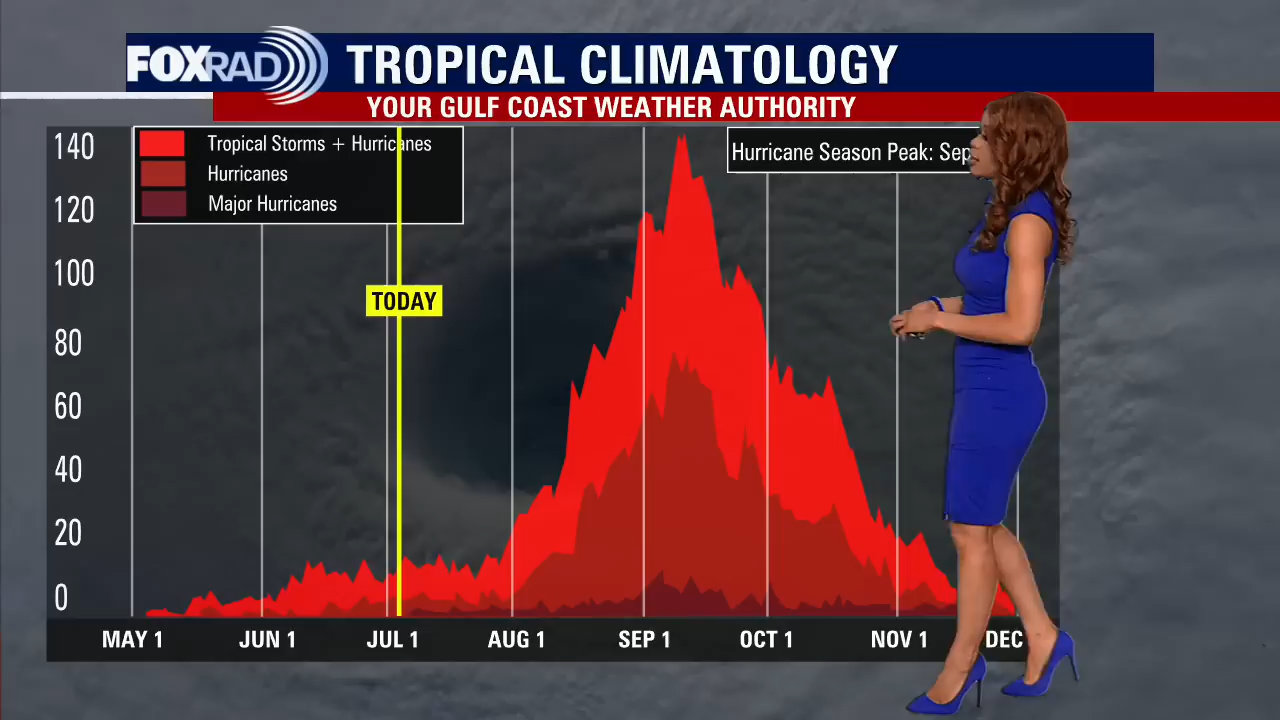 FOXRAD
TROPICAL CLIMATOLOGY
YOUR GULF COAST WEATHER AUTHORITY
Tropical Storms + Hurricanes
Hurricanes
Major Hurricanes
Hurricane Season Peak:
TODAY
140
120
100
80
60
40
20
0
MAY 1 JUN 1 JUL 1 AUG 1 SEP 1 OCT 1 NOV 1 DEC